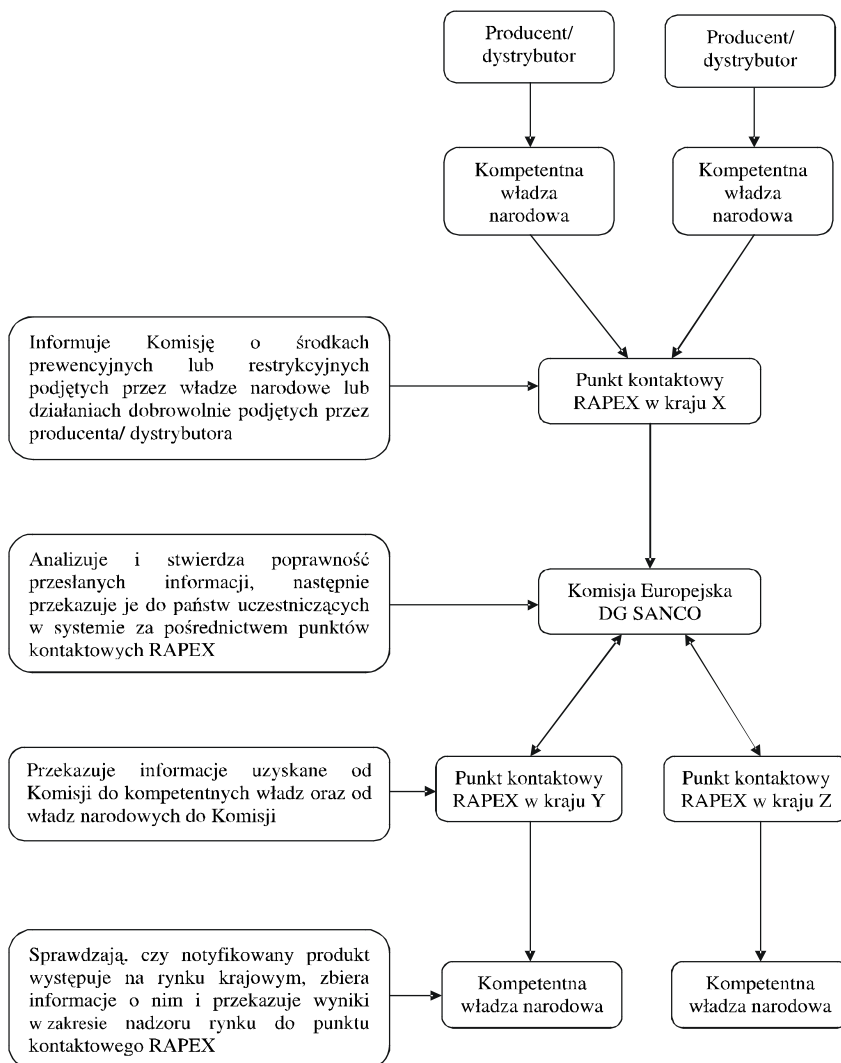 Producent/
dystrybutor
Producent/
dystrybutor
Kompetentna
władza
narodowa
Kompetentna
władza
narodowa
Informuje Komisję o środkach
prewencyjnych lub restrykcyjnych
podjętych przez władze narodowe lub
działaniach dobrowolnie podjętych przez
producenta/ dystrybutora
Punkt kontaktowy
RAPEX w kraju X
Analizuje i stwierdza poprawność
przesłanych informacji, następnie
przekazuje je do państw uczestniczących
w systemie za pośrednictwem punktów
kontaktowych RAPEX
Komisja Europejska
DG SANCO
Przekazuje informacje uzyskane od
Komisji do kompetentnych władz oraz od
władz narodowych do Komisji
Punkt kontaktowy
RAPEX w kraju Y
Punkt kontaktowy
RAPEX w kraju Z
Sprawdzają, czy notyfikowany produkt
występuje na rynku krajowym, zbiera
informacje o nim i przekazuje wyniki
w zakresie nadzoru rynku do punktu
kontaktowego RAPEX
Kompetentna
władza narodowa
Kompetentna
władza narodowa